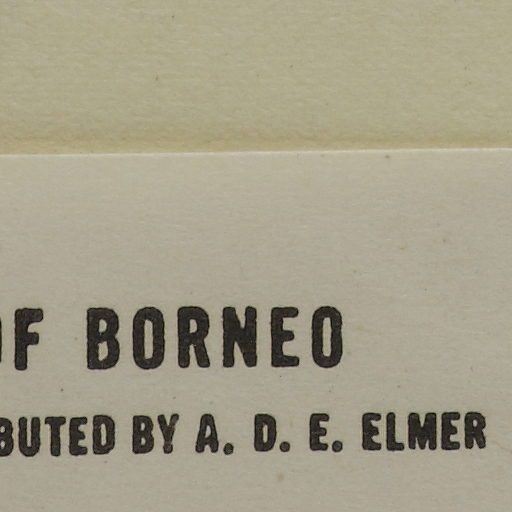 OF BORNEO
BUTED BY A. D. E. ELMER